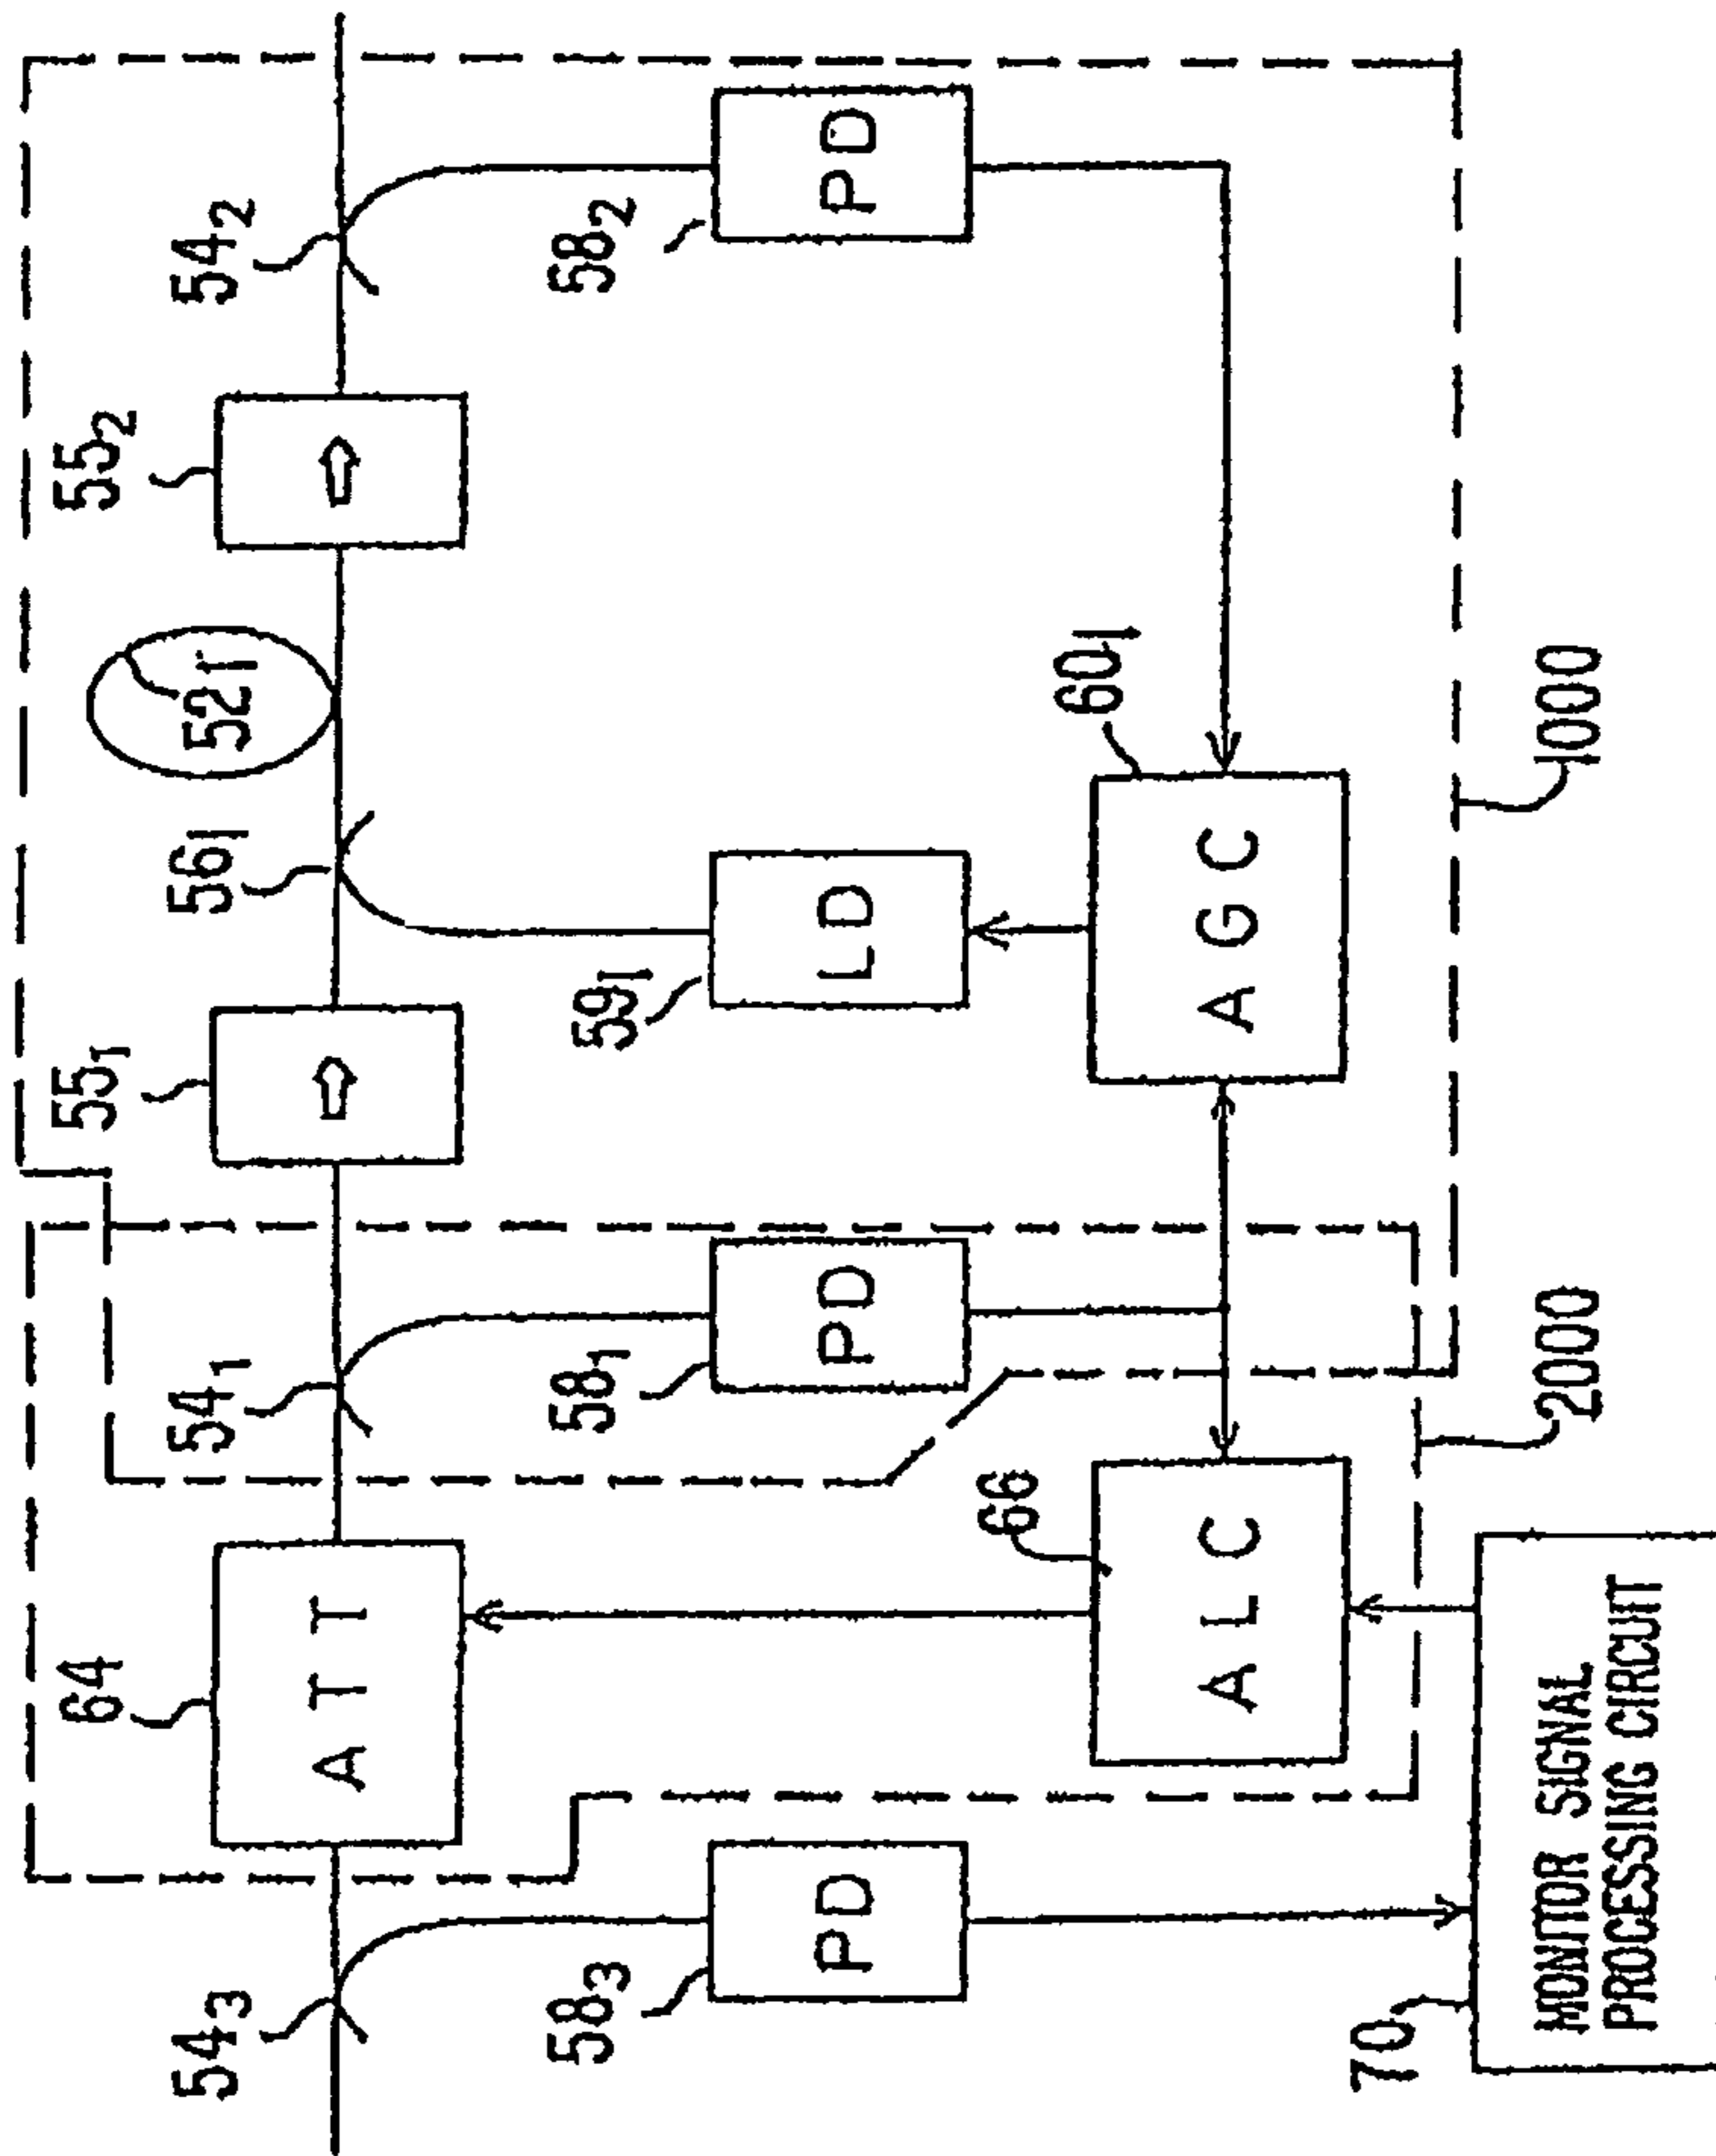 64
55₁
52₁
55₂
54₃
54₁
56₁
54₂
ATT
58₃
58₁
59₁
58₂
PD
PD
LD
PD
66
60₁
ALC
AGC
70
MONITOR SIGNAL
PROCESSING CIRCUIT
2000
1000